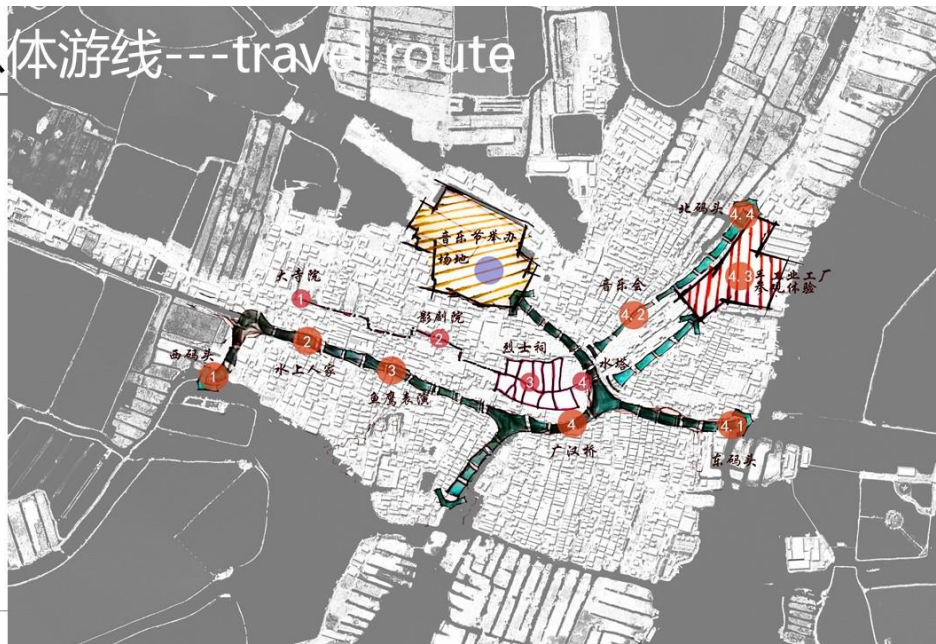 体游线---travel route
北码头
4.4
音乐节举办
场地
4.3
手工业工厂
参观体验
大寺院
1
音乐会
4.2
影剧院
2
西码头
1
2
水上人家
3
鱼鹰表演
烈士祠
3
4
水塔
4
广汉桥
4.1
东码头